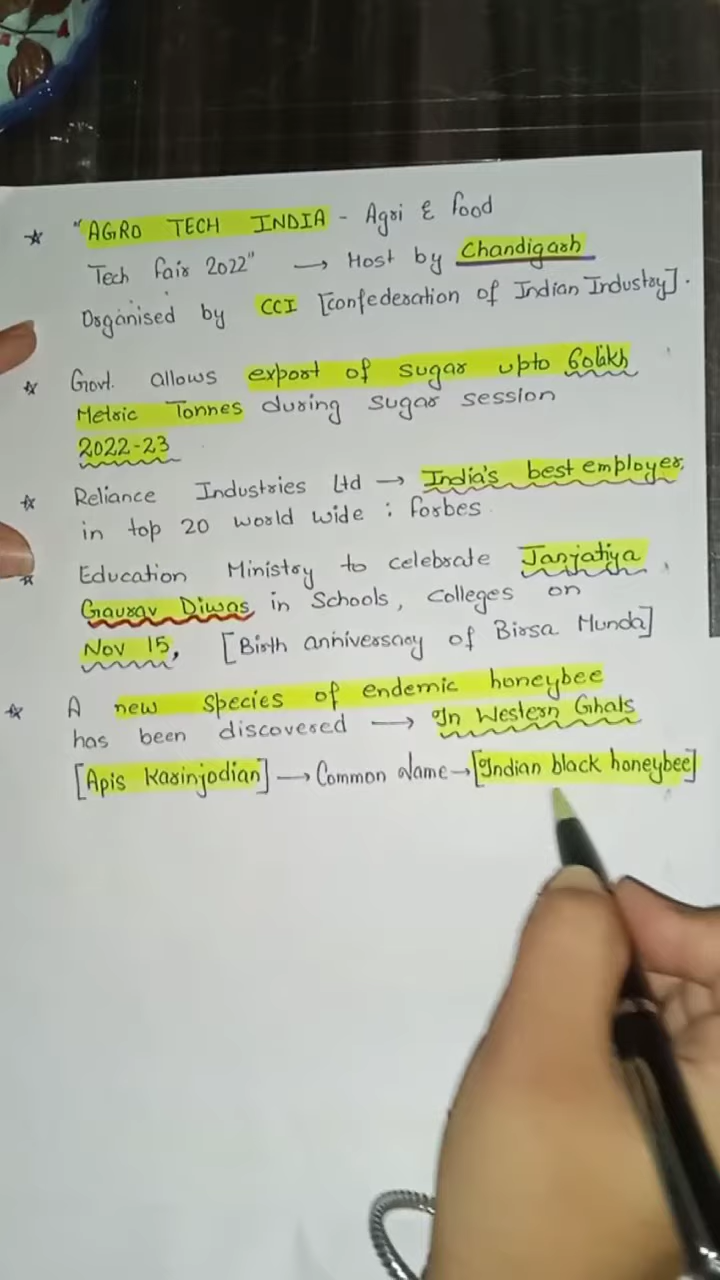 ☆ "AGRO TECH INDIA - Agri & food
Tech fair 2022" → Host by Chandigarh
Organised by CCI [confederation of Indian Industry].
☆ Govt. allows export of sugar upto 60lakh
Metric Tonnes during sugar session
2022-23
☆ Reliance Industries Ltd → India's best employer
in top 20 world wide : forbes
☆ Education Ministry to celebrate Janjatiya
Gaurav Diwas in Schools, colleges on
Nov 15, [Birth anniversary of Birsa Munda]
☆ A new Species of endemic honeybee
has been discovered → In Western Ghats
[Apis Karinjodian] → Common Name → [Indian black honeybee]